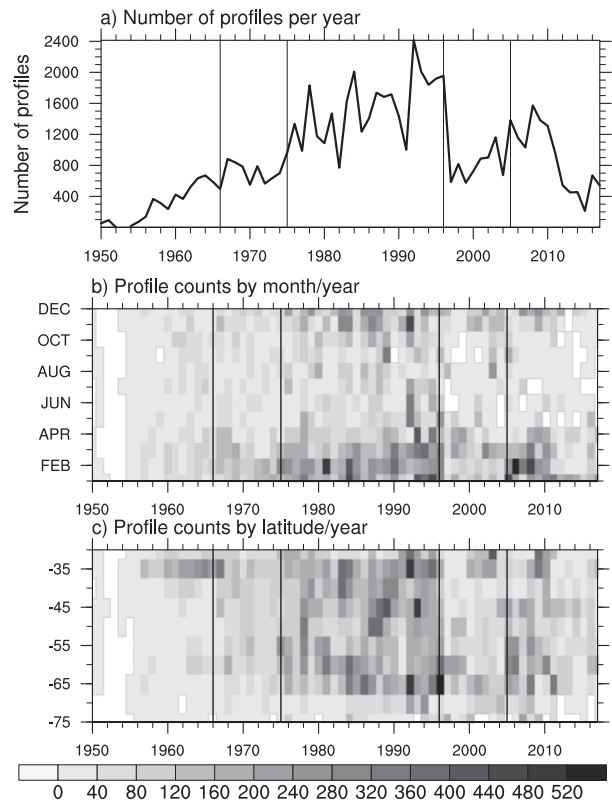 a) Number of profiles per year
Number of profiles
2400
2000
1600
1200
800
400
1950 1960 1970 1980 1990 2000 2010
b) Profile counts by month/year
DEC
OCT
AUG
JUN
APR
FEB
1950 1960 1970 1980 1990 2000 2010
c) Profile counts by latitude/year
-35
-45
-55
-65
-75
1950 1960 1970 1980 1990 2000 2010
0 40 80 120 160 200 240 280 320 360 400 440 480 520